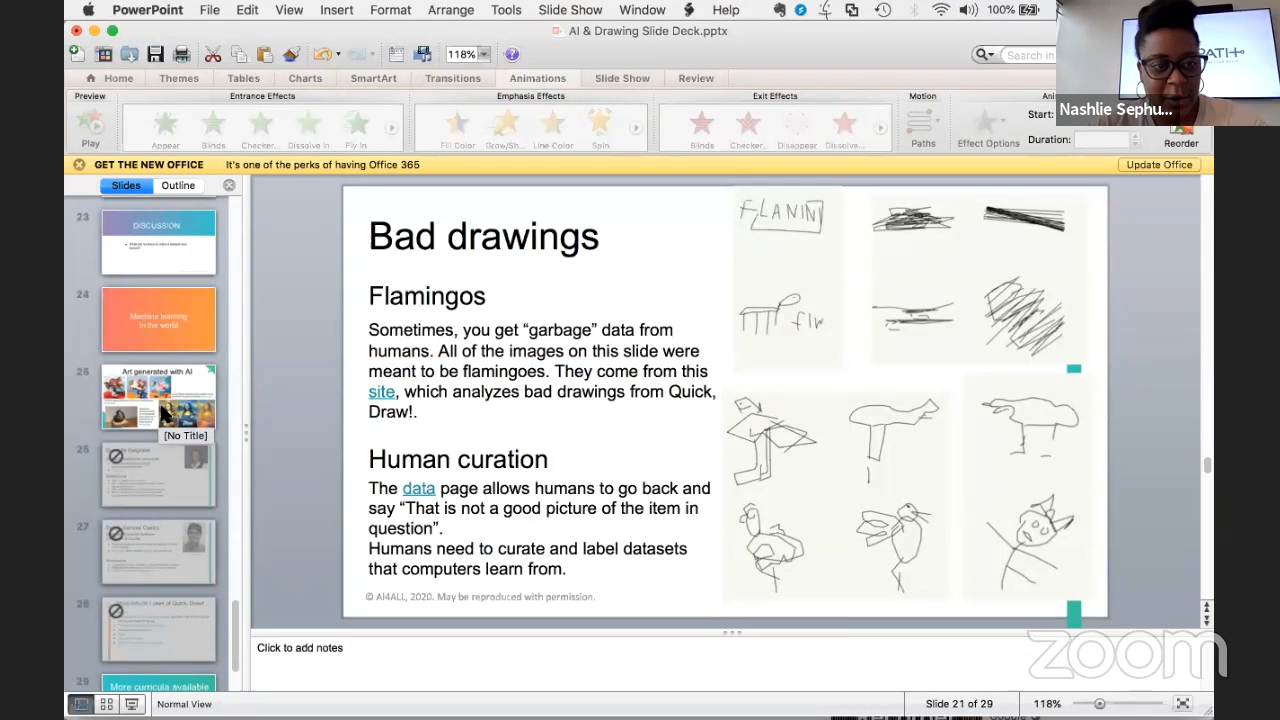 PowerPoint File Edit View Insert Format Arrange Tools Slide Show Window Help 100%
AI & Drawing Slide Deck.pptx
118% Search in
Home Themes Tables Charts SmartArt Transitions Animations Slide Show Review
Preview Entrance Effects Emphasis Effects Exit Effects Motion
Play Appear Blinds Checker... Dissolve in Fly In Fill Color Grow/Sh... Line Color Spin Blinds Checker... Disappear Dissolve... Paths Effect Options Start: Duration: Reorder
Nashlie Sephu...
GET THE NEW OFFICE It's one of the perks of having Office 365 Update Office
Slides Outline
23
DISCUSSION
24
Machine learning
in the world
25
Art generated with AI
[No Title]
26
27
28
29
More curricula available
Bad drawings
Flamingos
Sometimes, you get “garbage” data from
humans. All of the images on this slide were
meant to be flamingoes. They come from this
site, which analyzes bad drawings from Quick,
Draw!.
Human curation
The data page allows humans to go back and
say “That is not a good picture of the item in
question”.
Humans need to curate and label datasets
that computers learn from.
© AI4ALL, 2020. May be reproduced with permission.
FLANIN
Click to add notes
zoom
Normal View Slide 21 of 29 118%